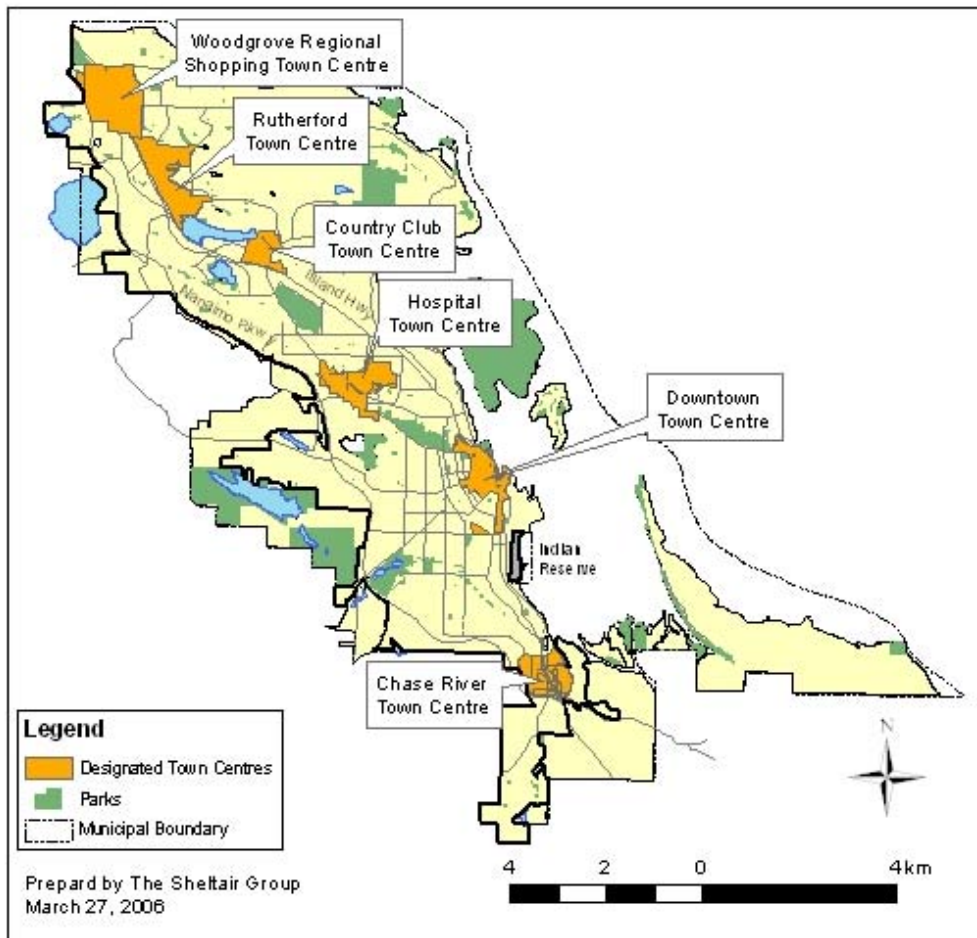 Woodgrove Regional
Shopping Town Centre
Rutherford
Town Centre
Country Club
Town Centre
Island Hwy
Hospital
Town Centre
Nanaimo Pkwy
Downtown
Town Centre
Indian
Reserve
Chase River
Town Centre
Legend
Designated Town Centres
Parks
Municipal Boundary
N
4 2 0 4km
Prepard by The Sheltair Group
March 27, 2006